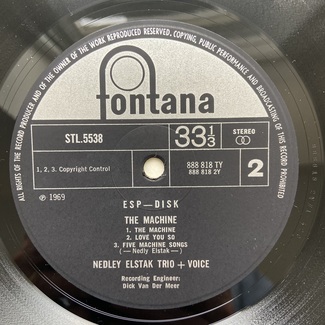 ALL RIGHTS OF THE RECORD PRODUCER AND OF THE OWNER OF THE WORK REPRODUCED RESERVED. COPYING, PUBLIC PERFORMANCE AND BROADCASTING OF THIS RECORD PROHIBITED
fontana
STL.5538
33 1/3
STEREO
1, 2, 3. Copyright Control
888 818 TY
888 818 2Y
2
℗ 1969
ESP—DISK
THE MACHINE
1. THE MACHINE
2. LOVE YOU SO
3. FIVE MACHINE SONGS
(— Nedly Elstak —)
NEDLEY ELSTAK TRIO + VOICE
Recording Engineer:
Dick Van Der Meer